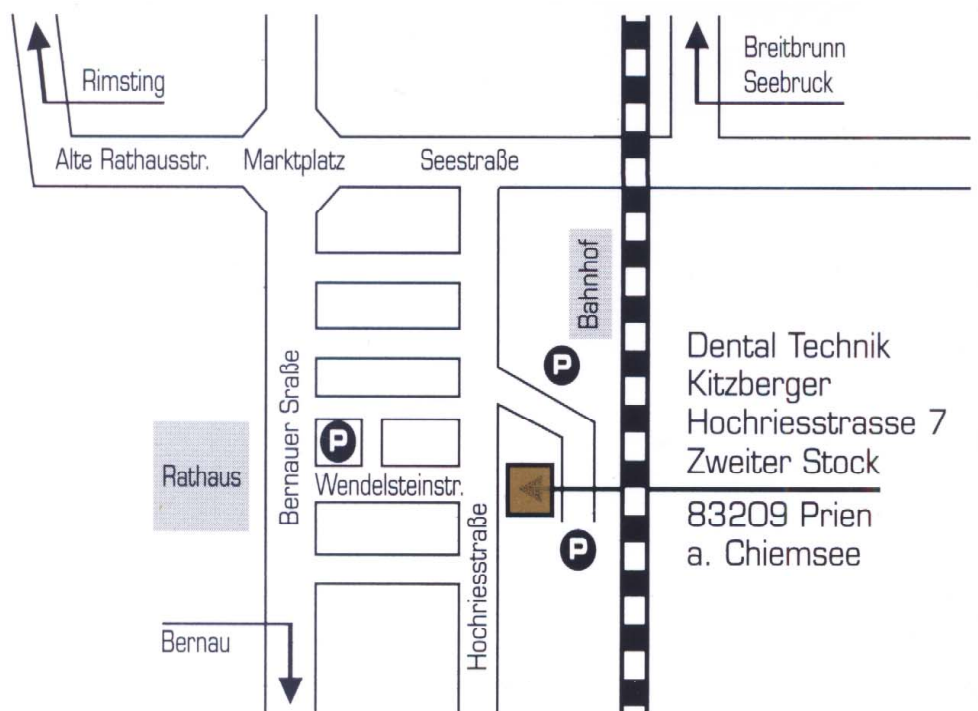 Rimsting
Breitbrunn
Seebruck
Alte Rathausstr.
Marktplatz
Seestraße
Bahnhof
P
Dental Technik
Kitzberger
Hochriesstrasse 7
Zweiter Stock
83209 Prien
a. Chiemsee
Bernauer Sraße
P
Rathaus
Wendelsteinstr.
Hochriesstraße
P
Bernau